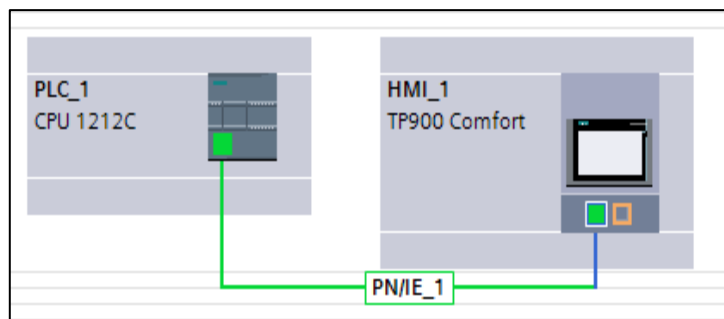 PLC_1
CPU 1212C
HMI_1
TP900 Comfort
PN/IE_1